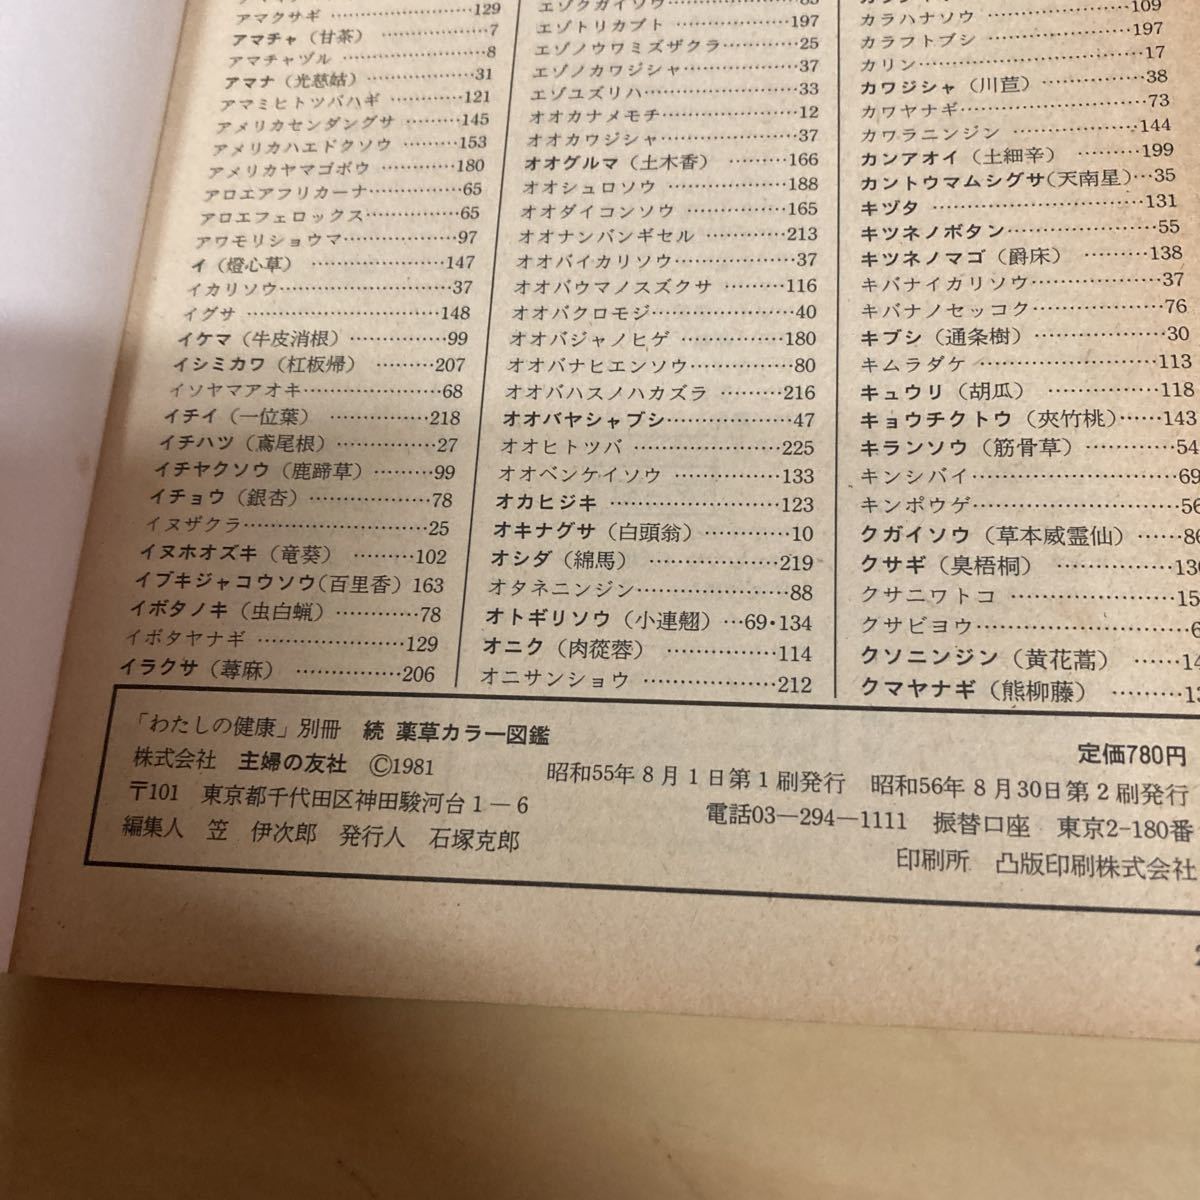 アマクサギ ………………129
アマチャ（甘茶） ……………7
アマチャヅル ………………8
アマナ（光慈姑）……………31
アマミヒトツバハギ ………121
アメリカセンダングサ ……145
アメリカハエドクソウ ……153
アメリカヤマゴボウ ………180
アロエアフリカーナ…………65
アロエフェロックス…………65
アワモリショウマ……………97
イ（燈心草） ………………147
イカリソウ……………………37
イグサ ………………………148
イケマ（牛皮消根）…………99
イシミカワ（杠板帰） ……207
イソヤマアオキ………………68
イチイ（一位葉） …………218
イチハツ（鳶尾根）…………27
イチヤクソウ（鹿蹄草）……99
イチョウ（銀杏）……………78
イヌザクラ……………………25
イヌホオズキ（竜葵） ……102
イブキジャコウソウ（百里香）163
イボタノキ（虫白蝋）………78
イボタヤナギ ………………129
イラクサ（蕁麻） …………206
エゾクガイソウ……………85
エゾトリカブト ……………197
エゾノウワミズザクラ………25
エゾノカワジシャ……………37
エゾユズリハ…………………33
オオカナメモチ………………12
オオカワジシャ………………37
オオグルマ（土木香） ……166
オオシュロソウ ……………188
オオダイコンソウ …………165
オオナンバンギセル ………213
オオバイカリソウ……………37
オオバウマノスズクサ ……116
オオバクロモジ………………40
オオバジャノヒゲ …………180
オオバナヒエンソウ…………80
オオバハスノハカズラ ……216
オオバヤシャブシ……………47
オオヒトツバ ………………225
オオベンケイソウ …………133
オカヒジキ …………………123
オキナグサ（白頭翁）………10
オシダ（綿馬） ……………219
オタネニンジン………………88
オトギリソウ（小連翹）…69・134
オニク（肉蓯蓉） …………114
オニサンショウ ……………212
カラハナソウ ………………109
カラフトブシ ………………197
カリン…………………………17
カワジシャ（川苣）…………38
カワヤナギ……………………73
カワラニンジン ……………144
カンアオイ（土細辛） ……199
カントウマムシグサ（天南星）…35
キヅタ ………………………131
キツネノボタン………………55
キツネノマゴ（爵床） ……138
キバナイカリソウ……………37
キバナノセッコク……………76
キブシ（通条樹）……………30
キムラダケ …………………113
キュウリ（胡瓜） …………118
キョウチクトウ（夾竹桃）……143
キランソウ（筋骨草）………54
キンシバイ……………………69
キンポウゲ……………………56
クガイソウ（草本威霊仙）……86
クサギ（臭梧桐） …………130
クサニワトコ ………………15
クサビヨウ……………………6
クソニンジン（黄花蒿） ……14
クマヤナギ（熊柳藤） ………13
「わたしの健康」別冊 続 薬草カラー図鑑
定価780円
株式会社 主婦の友社 ©1981
昭和55年8月1日第1刷発行 昭和56年8月30日第2刷発行
〒101 東京都千代田区神田駿河台1－6
電話03―294―1111 振替口座 東京2-180番
編集人 笠 伊次郎 発行人 石塚克郎
印刷所 凸版印刷株式会社